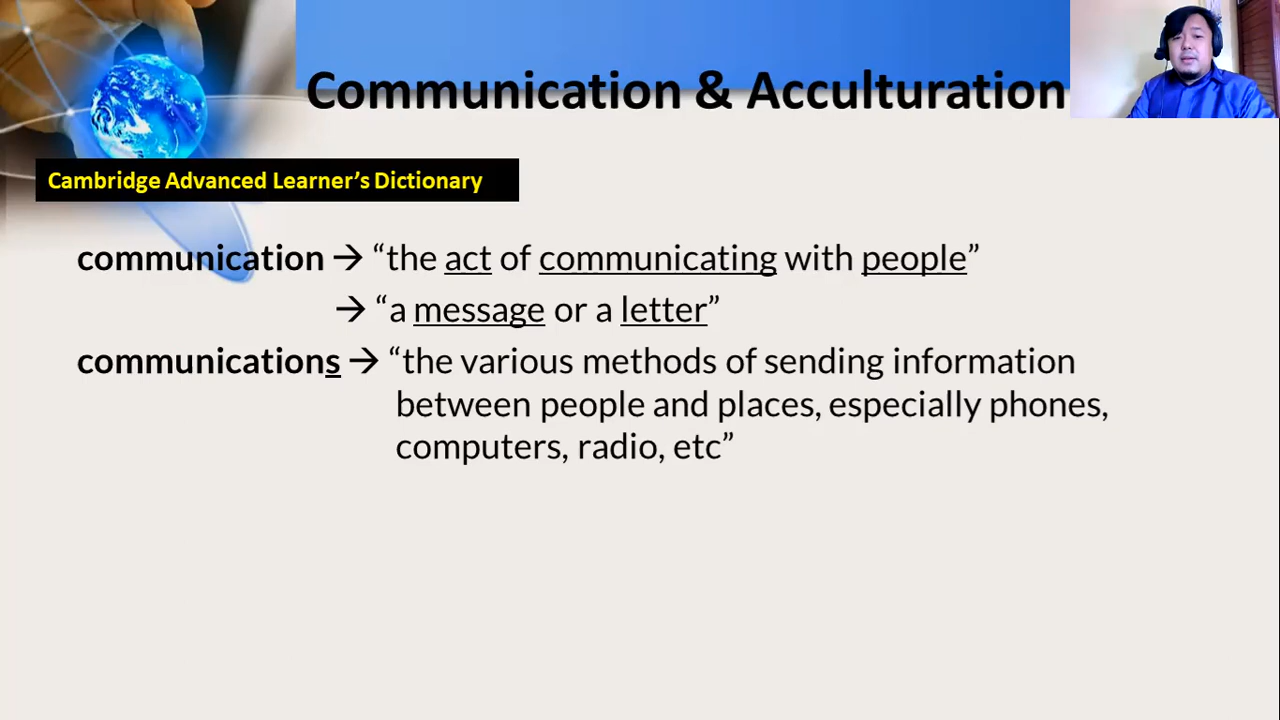 Communication & Acculturation
Cambridge Advanced Learner’s Dictionary
communication → “the act of communicating with people”
→ “a message or a letter”
communications → “the various methods of sending information
between people and places, especially phones,
computers, radio, etc”